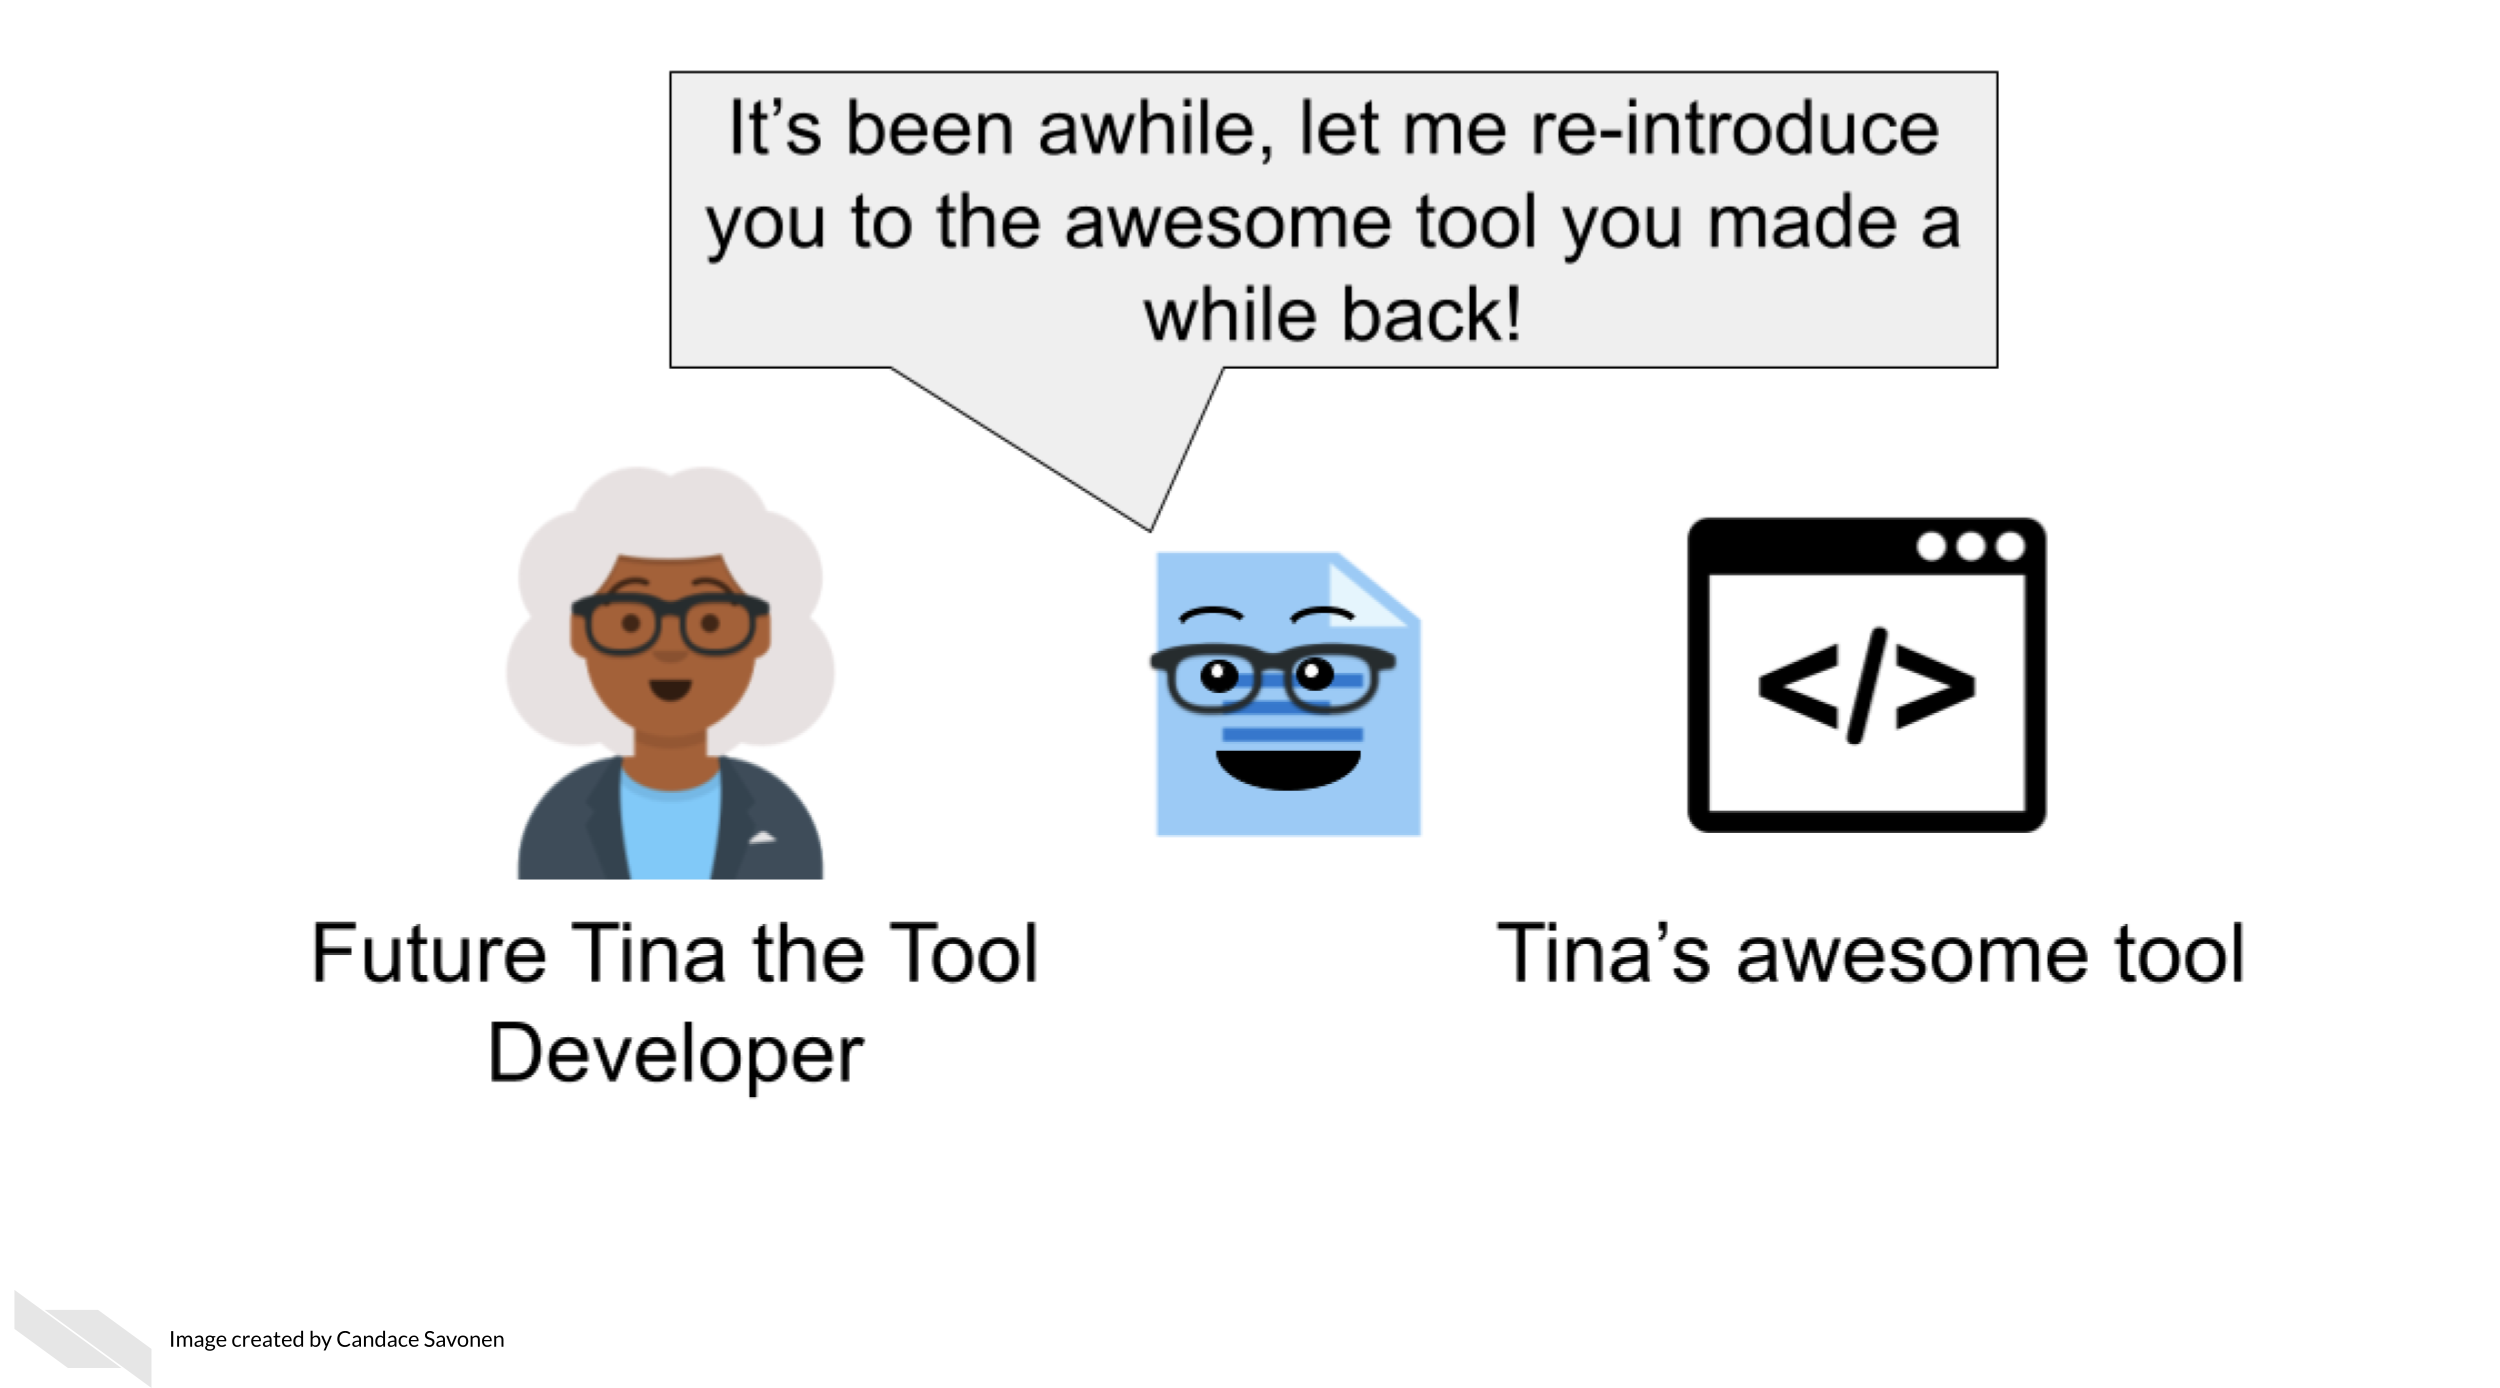 It’s been awhile, let me re-introduce
you to the awesome tool you made a
while back!
</>
Future Tina the Tool
Developer
Tina’s awesome tool
Image created by Candace Savonen